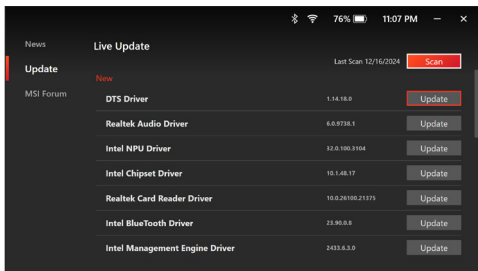 76% 11:07 PM
News
Live Update
Last Scan 12/16/2024 Scan
Update
New
MSI Forum
DTS Driver 1.14.18.0 Update
Realtek Audio Driver 6.0.9738.1 Update
Intel NPU Driver 32.0.100.3104 Update
Intel Chipset Driver 10.1.48.17 Update
Realtek Card Reader Driver 10.0.26100.21375 Update
Intel BlueTooth Driver 23.90.0.8 Update
Intel Management Engine Driver 2433.6.3.0 Update